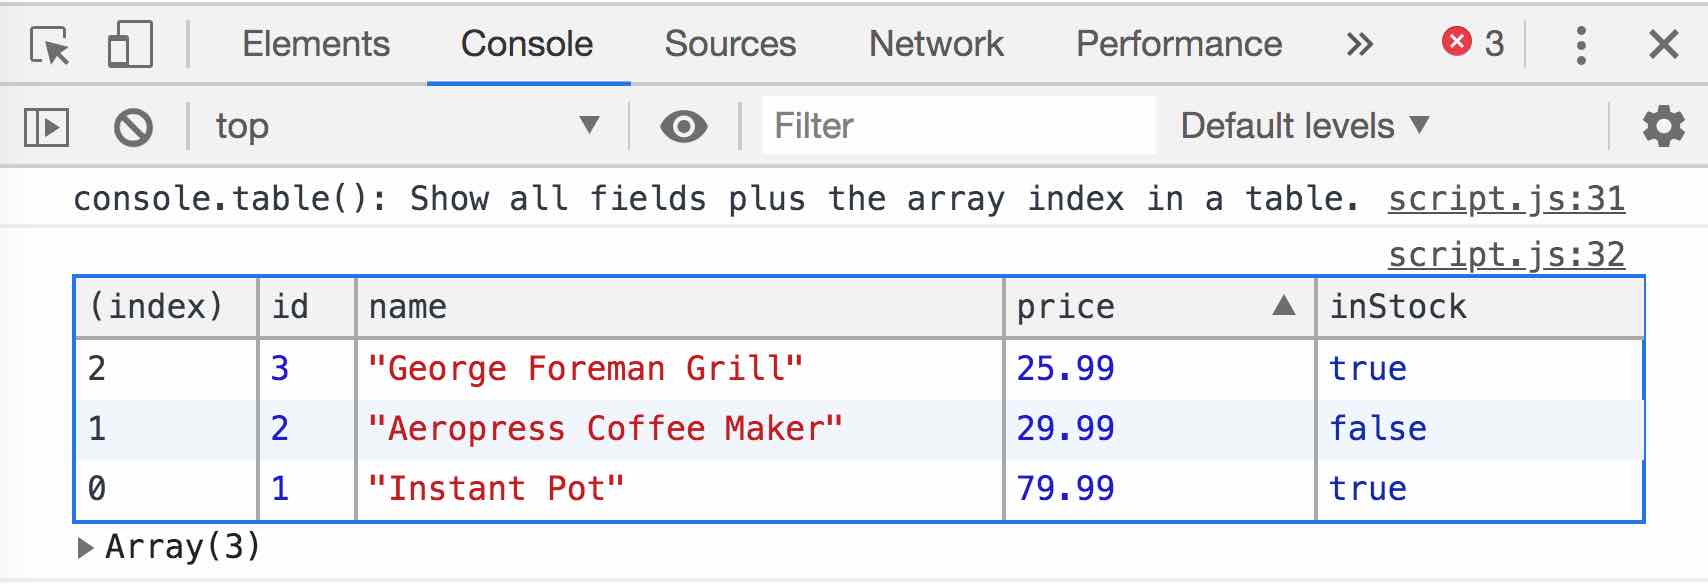 Elements Console Sources Network Performance 3
top Filter Default levels
console.table(): Show all fields plus the array index in a table. script.js:31
script.js:32
(index) id name price inStock
2 3 "George Foreman Grill" 25.99 true
1 2 "Aeropress Coffee Maker" 29.99 false
0 1 "Instant Pot" 79.99 true
Array(3)